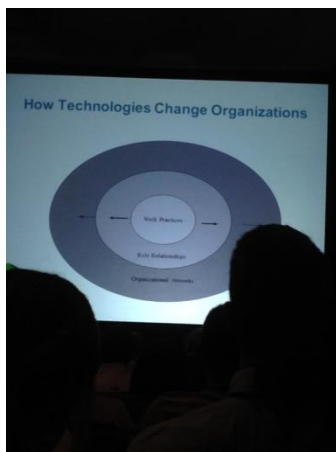 How Technologies Change Organizations
Work Practices
Role Relationships
Organizational Networks